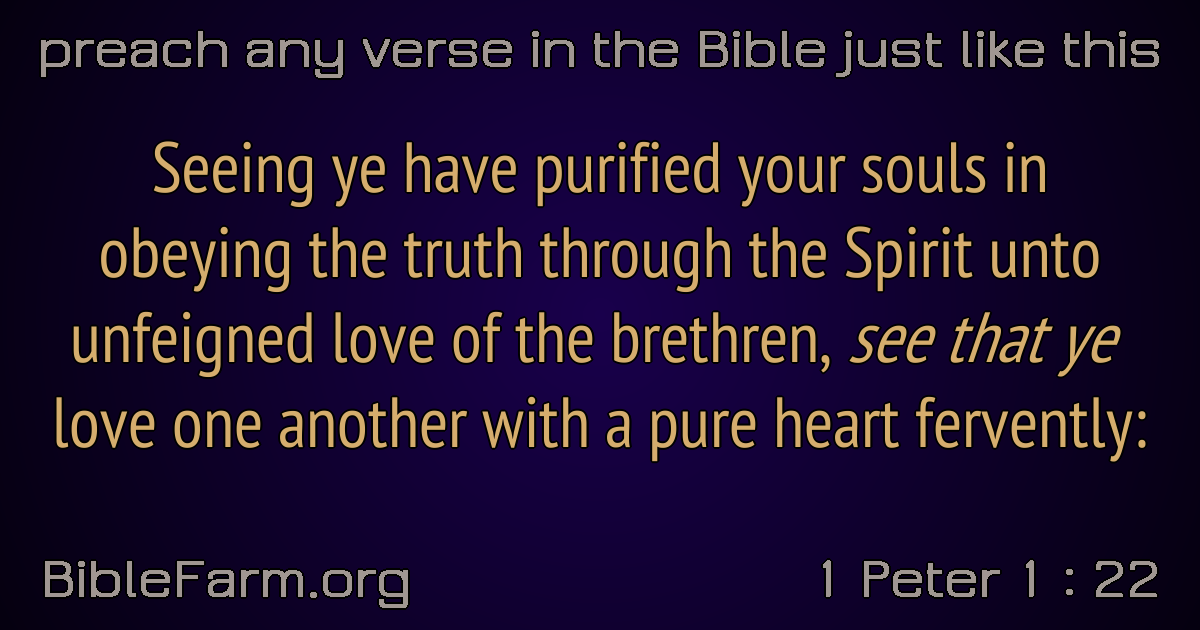 preach any verse in the Bible just like this
Seeing ye have purified your souls in
obeying the truth through the Spirit unto
unfeigned love of the brethren, see that ye
love one another with a pure heart fervently:
BibleFarm.org
1 Peter 1 : 22